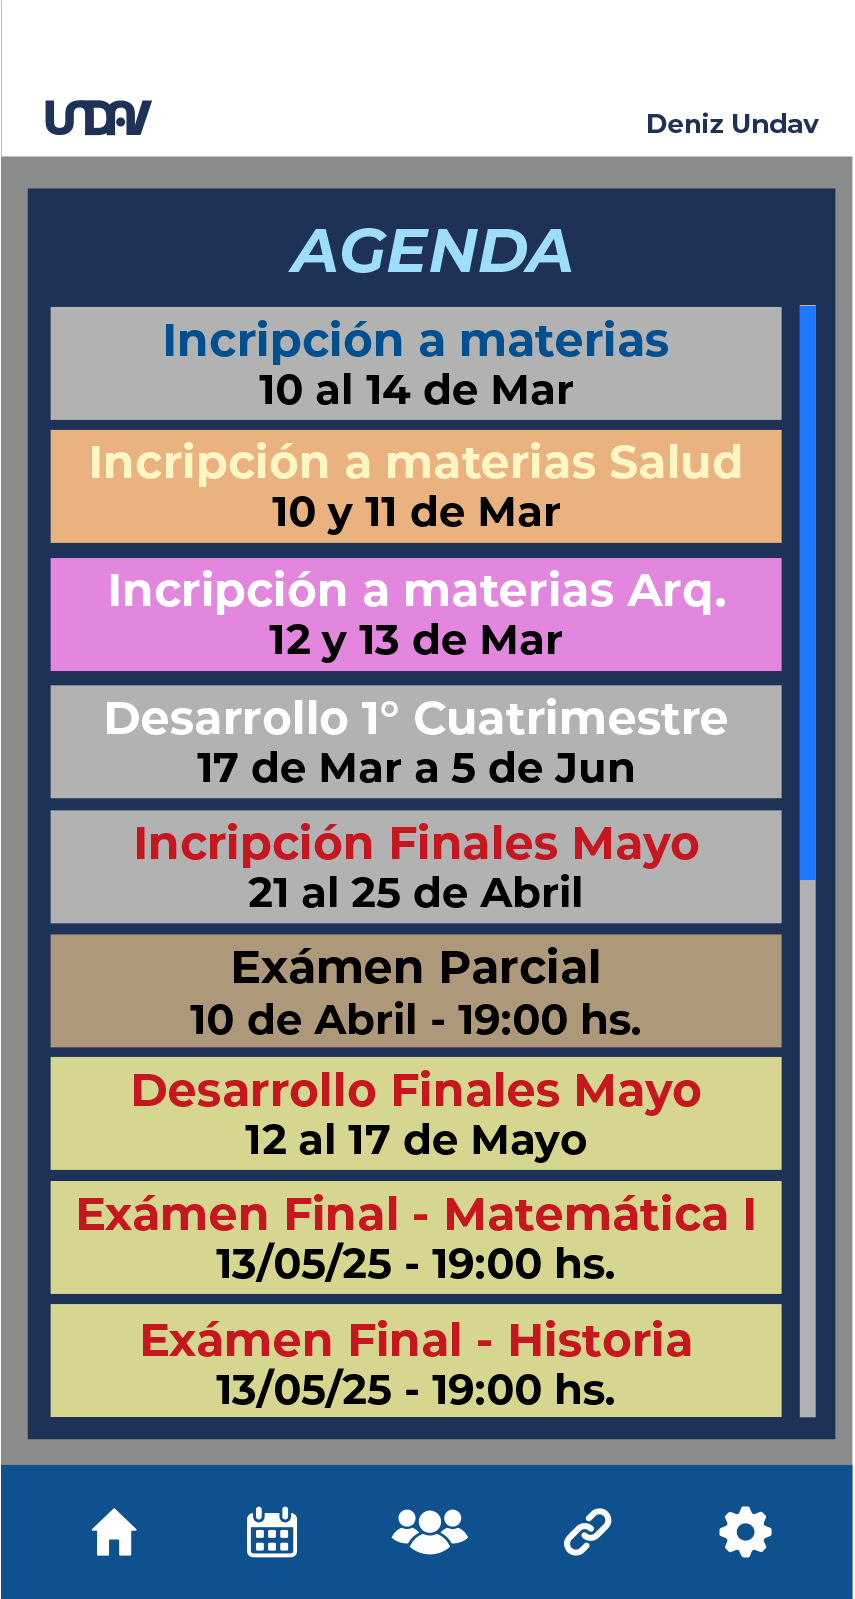 UNDAV
Deniz Undav
AGENDA
Incripción a materias
10 al 14 de Mar
Incripción a materias Salud
10 y 11 de Mar
Incripción a materias Arq.
12 y 13 de Mar
Desarrollo 1° Cuatrimestre
17 de Mar a 5 de Jun
Incripción Finales Mayo
21 al 25 de Abril
Exámen Parcial
10 de Abril - 19:00 hs.
Desarrollo Finales Mayo
12 al 17 de Mayo
Exámen Final - Matemática I
13/05/25 - 19:00 hs.
Exámen Final - Historia
13/05/25 - 19:00 hs.